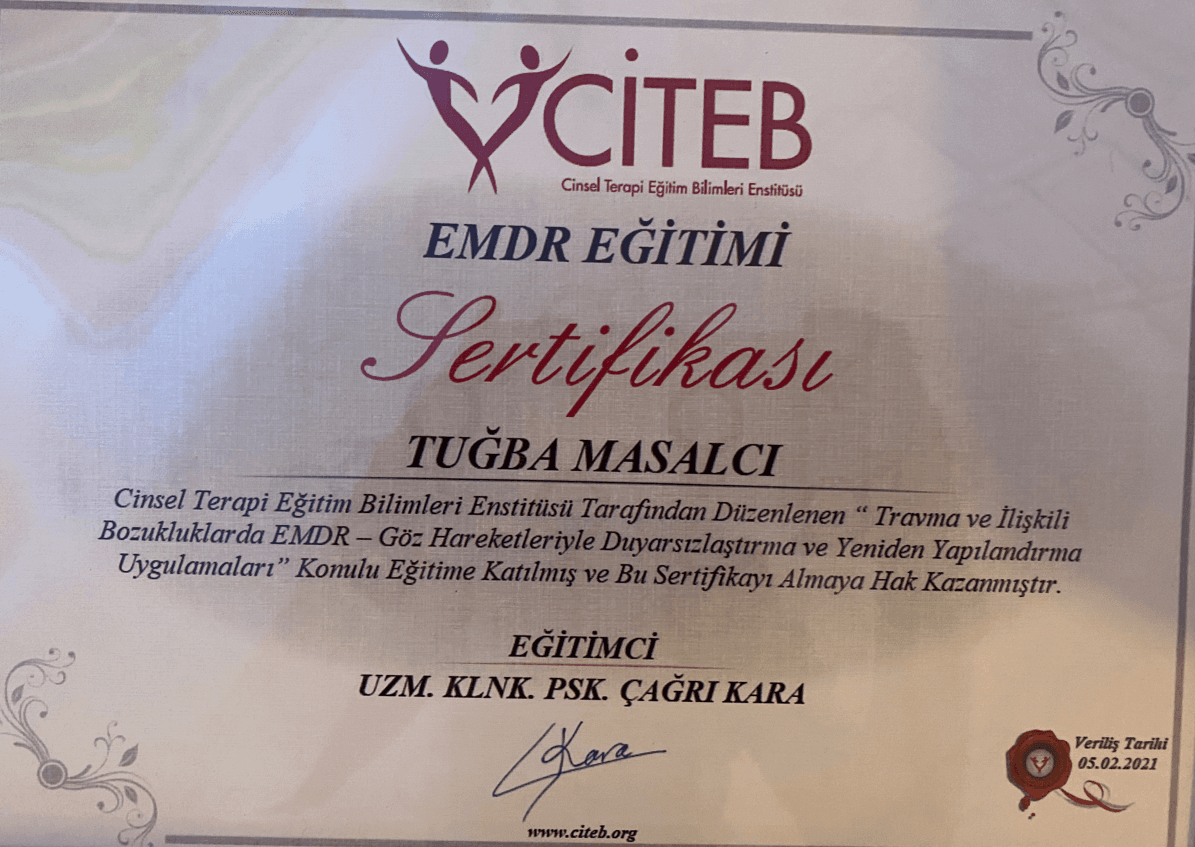 CİTEB
Cinsel Terapi Eğitim Bilimleri Enstitüsü
EMDR EĞİTİMİ
Sertifikası
TUĞBA MASALCI
Cinsel Terapi Eğitim Bilimleri Enstitüsü Tarafından Düzenlenen “ Travma ve İlişkili
Bozukluklarda EMDR – Göz Hareketleriyle Duyarsızlaştırma ve Yeniden Yapılandırma
Uygulamaları” Konulu Eğitime Katılmış ve Bu Sertifikayı Almaya Hak Kazanmıştır.
EĞİTİMCİ
UZM. KLNK. PSK. ÇAĞRI KARA
Kara
Veriliş Tarihi
05.02.2021
www.citeb.org